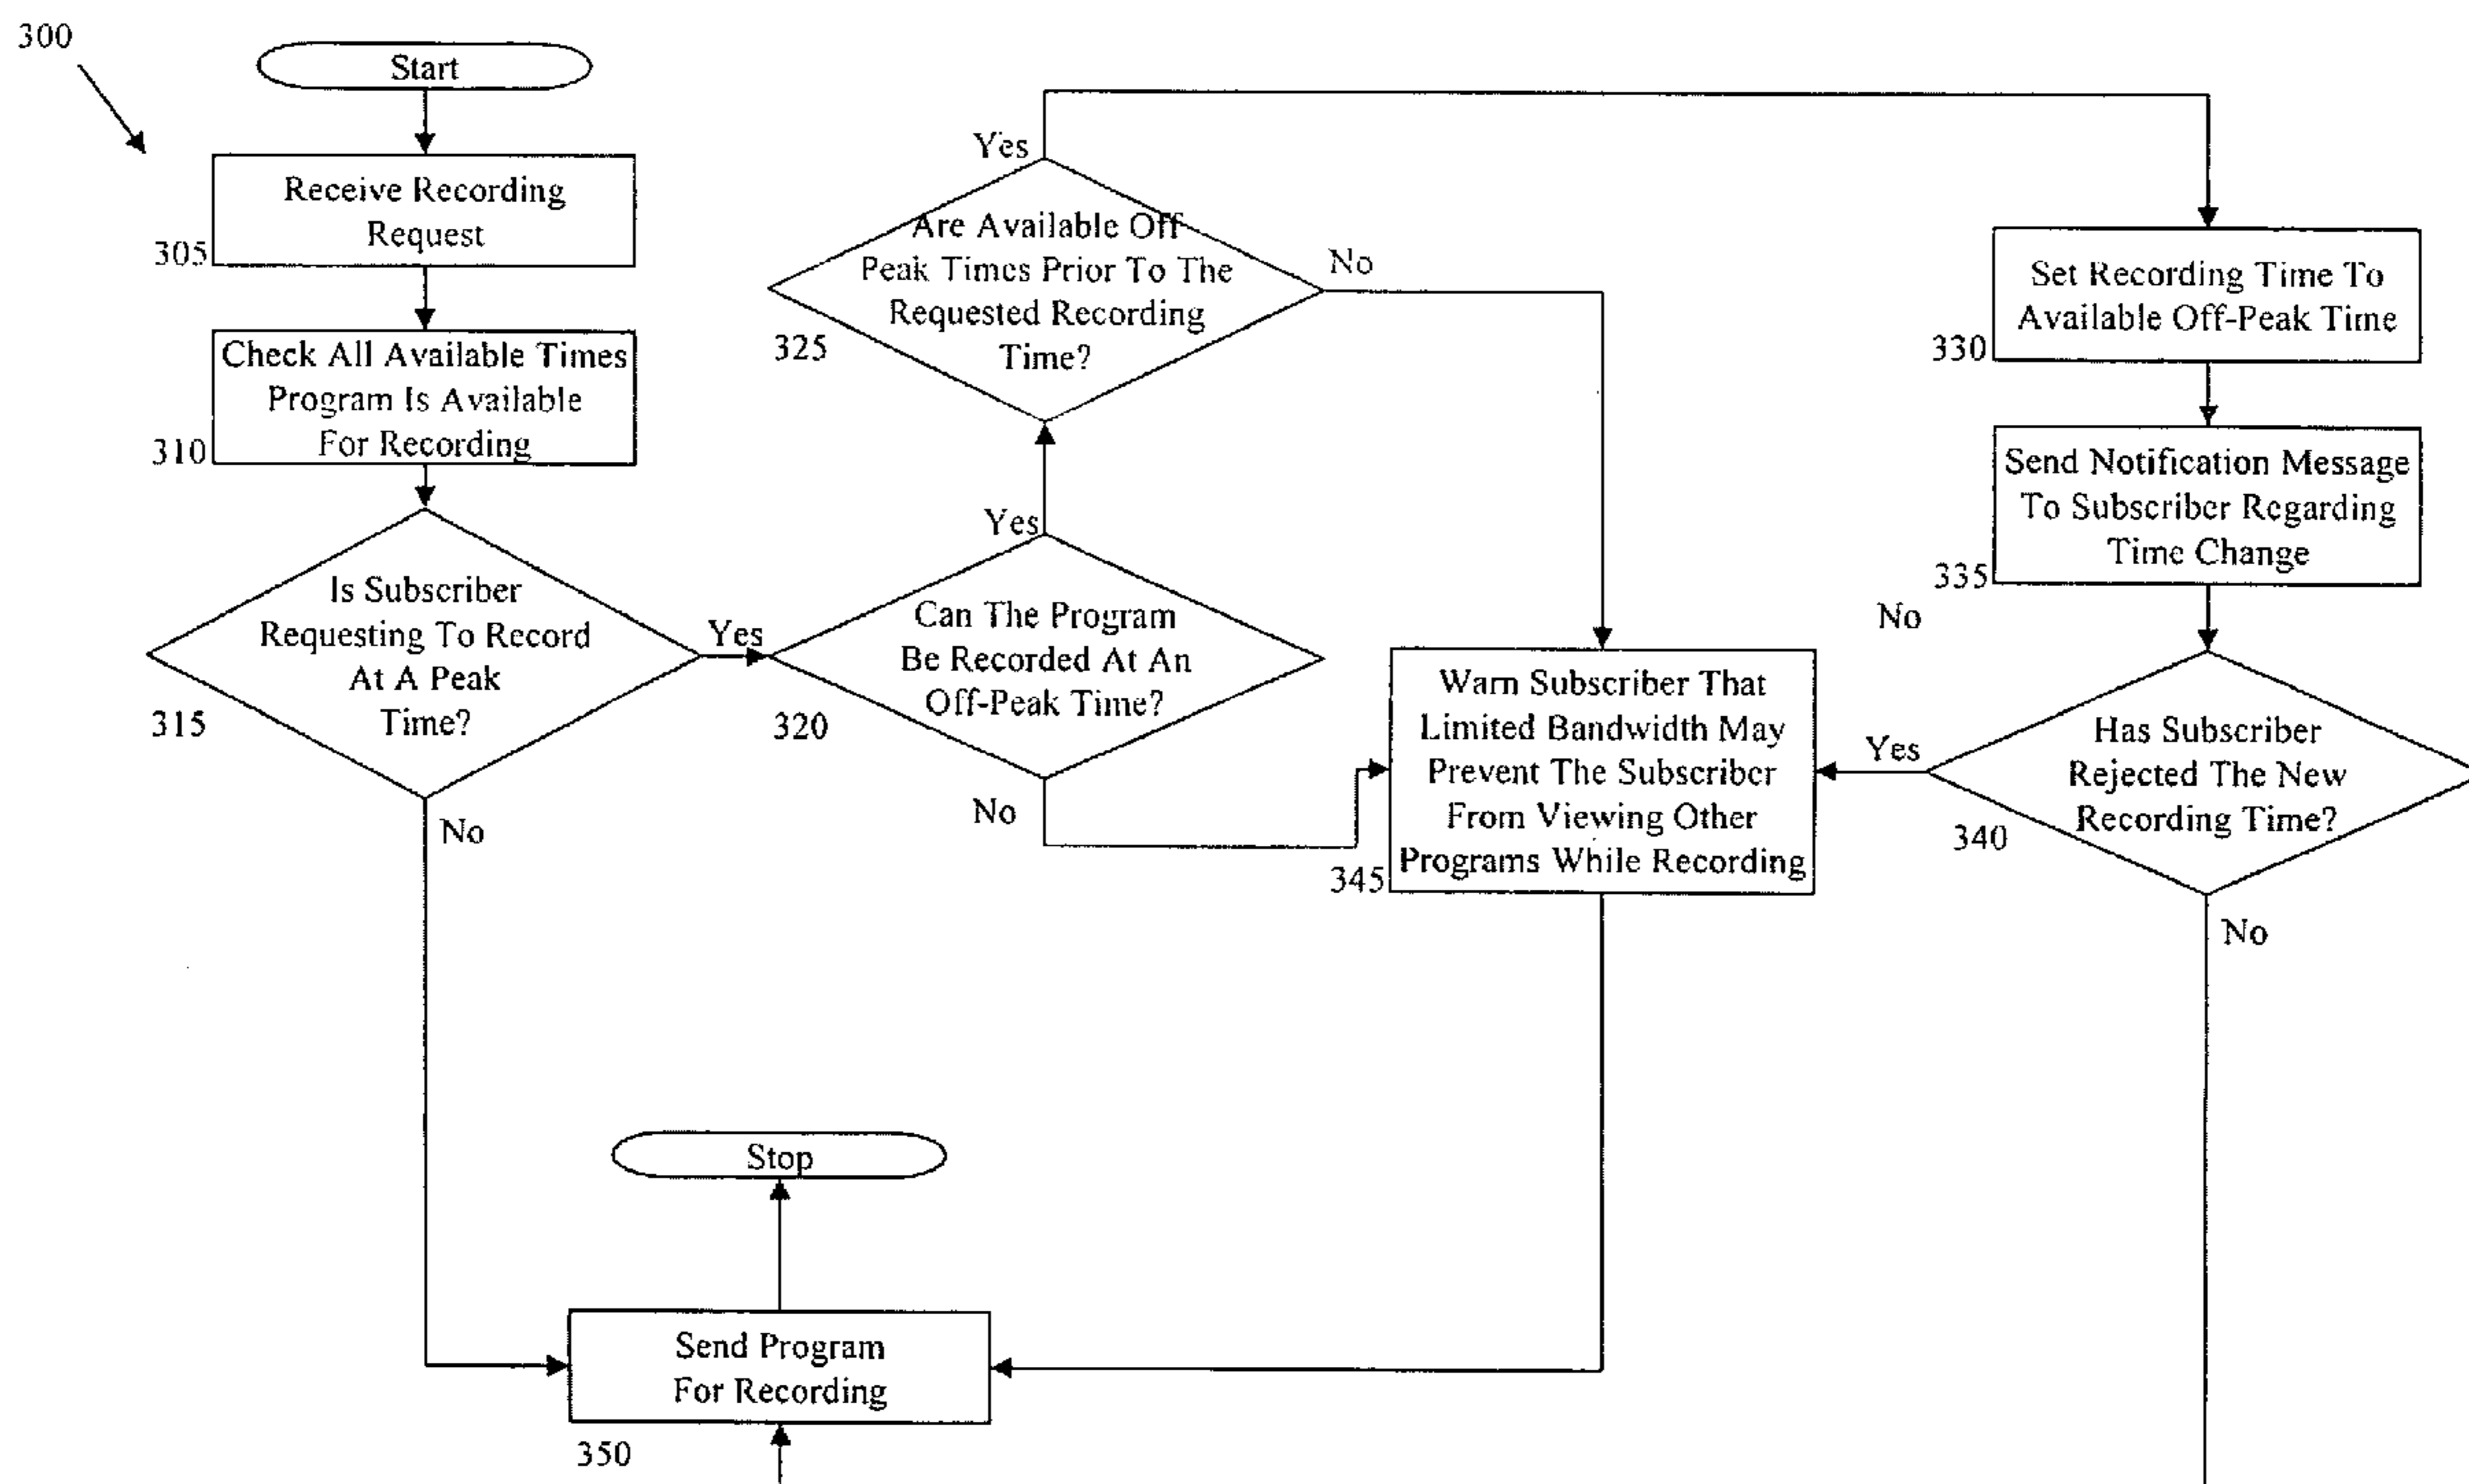 300
Start
Receive Recording
Request
305
Check All Available Times
Program Is Available
For Recording
310
Is Subscriber
Requesting To Record
At A Peak
Time?
315
Yes
No
Can The Program
Be Recorded At An
Off-Peak Time?
320
Yes
No
Are Available Off
Peak Times Prior To The
Requested Recording
Time?
325
Yes
No
Set Recording Time To
Available Off-Peak Time
330
Send Notification Message
To Subscriber Regarding
Time Change
335
No
Has Subscriber
Rejected The New
Recording Time?
340
Yes
No
Warn Subscriber That
Limited Bandwidth May
Prevent The Subscriber
From Viewing Other
Programs While Recording
345
Stop
Send Program
For Recording
350